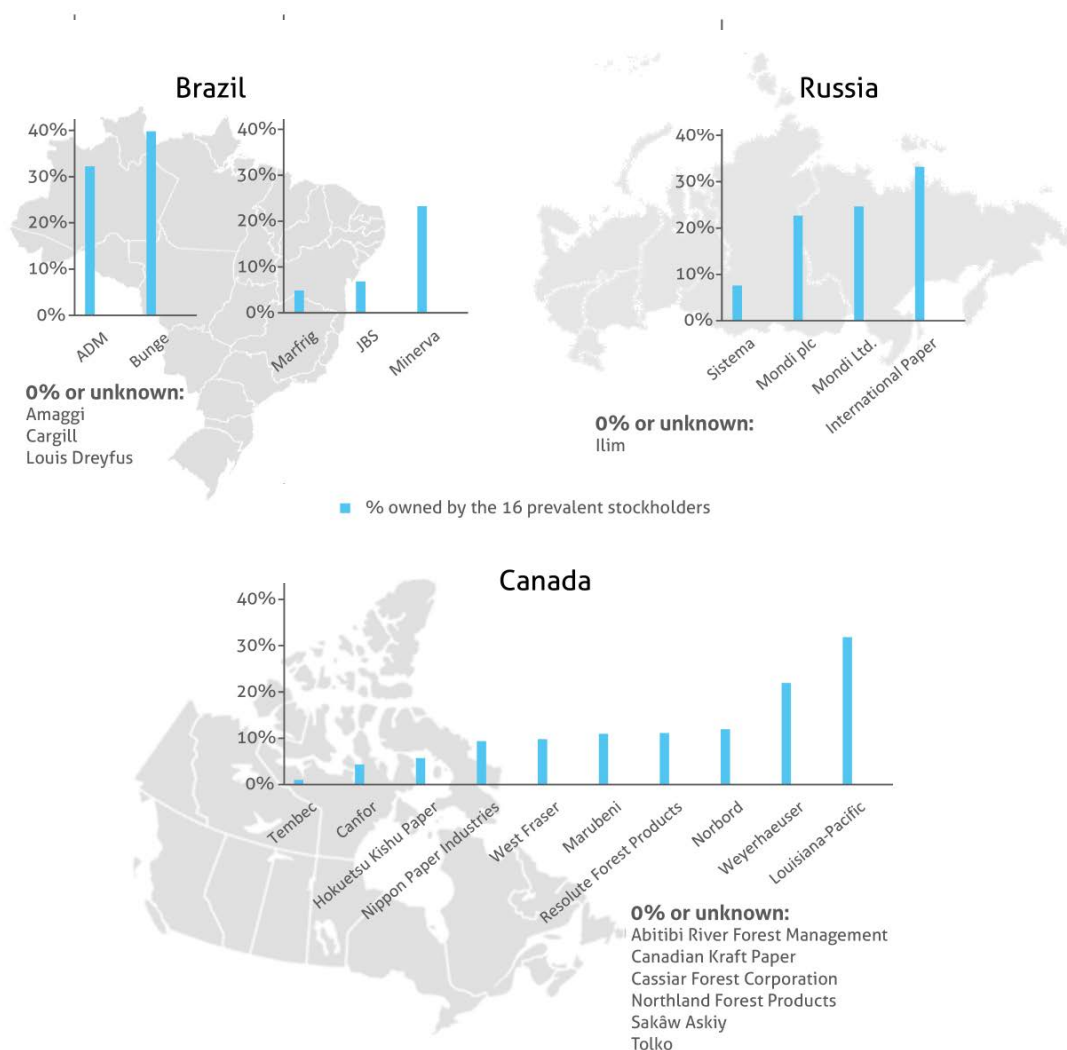 Brazil
40%
30%
20%
10%
0%
ADM
Bunge
40%
30%
20%
10%
0%
Marfrig
JBS
Minerva
0% or unknown:
Amaggi
Cargill
Louis Dreyfus
Russia
40%
30%
20%
10%
0%
Sistema
Mondi plc
Mondi Ltd.
International Paper
0% or unknown:
Ilim
% owned by the 16 prevalent stockholders
Canada
40%
30%
20%
10%
0%
Tembec
Canfor
Hokuetsu Kishu Paper
Nippon Paper Industries
West Fraser
Marubeni
Resolute Forest Products
Norbord
Weyerhaeuser
Louisiana-Pacific
0% or unknown:
Abitibi River Forest Management
Canadian Kraft Paper
Cassiar Forest Corporation
Northland Forest Products
Sakâw Askiy
Tolko